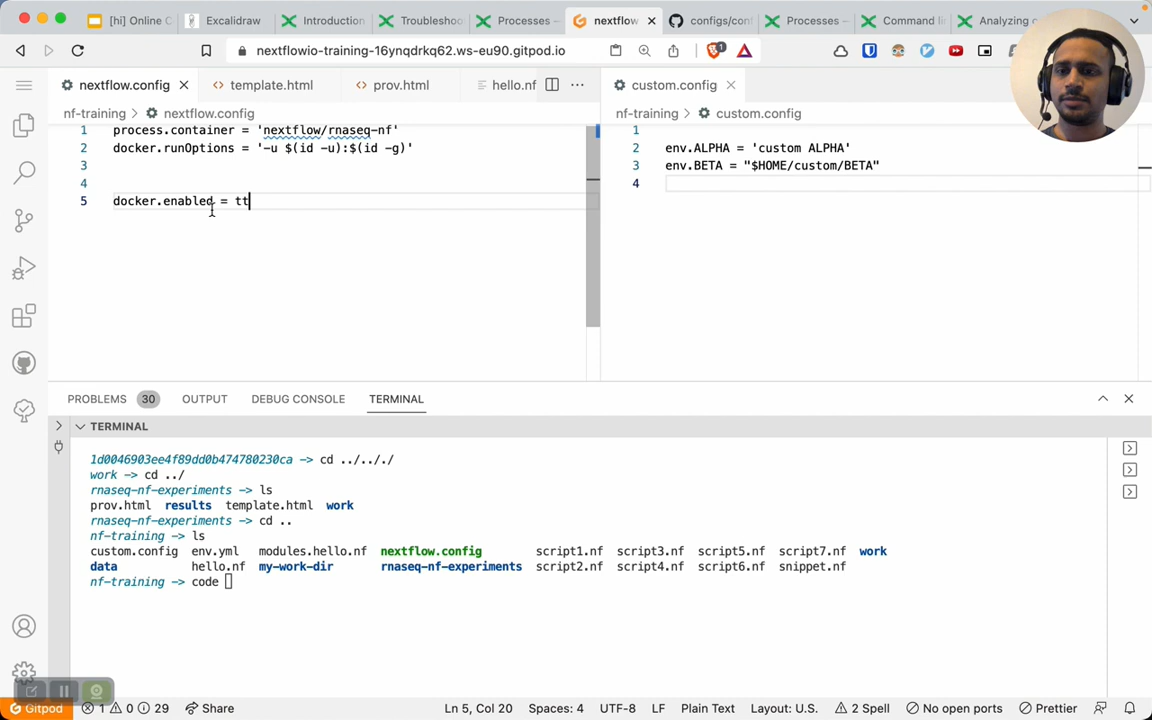 [hi] Online C
Excalidraw
Introduction
Troubleshoo
Processes —
nextflow
configs/con
Processes —
Command li
Analyzing c
nextflowio-training-16ynqdrkq62.ws-eu90.gitpod.io
1
nextflow.config
template.html
prov.html
hello.nf
custom.config
nf-training > nextflow.config
nf-training > custom.config
1 process.container = 'nextflow/rnaseq-nf'
2 docker.runOptions = '-u $(id -u):$(id -g)'
3
4
5 docker.enabled = tt
1
2 env.ALPHA = 'custom ALPHA'
3 env.BETA = "$HOME/custom/BETA"
4
PROBLEMS 30 OUTPUT DEBUG CONSOLE TERMINAL
TERMINAL
1d0046903ee4f89dd0b474780230ca -> cd ../.././
work -> cd ../
rnaseq-nf-experiments -> ls
prov.html results template.html work
rnaseq-nf-experiments -> cd ..
nf-training -> ls
custom.config env.yml modules.hello.nf nextflow.config script1.nf script3.nf script5.nf script7.nf work
data hello.nf my-work-dir rnaseq-nf-experiments script2.nf script4.nf script6.nf snippet.nf
nf-training -> code
Gitpod 1 0 29 Share Ln 5, Col 20 Spaces: 4 UTF-8 LF Plain Text Layout: U.S. 2 Spell No open ports Prettier